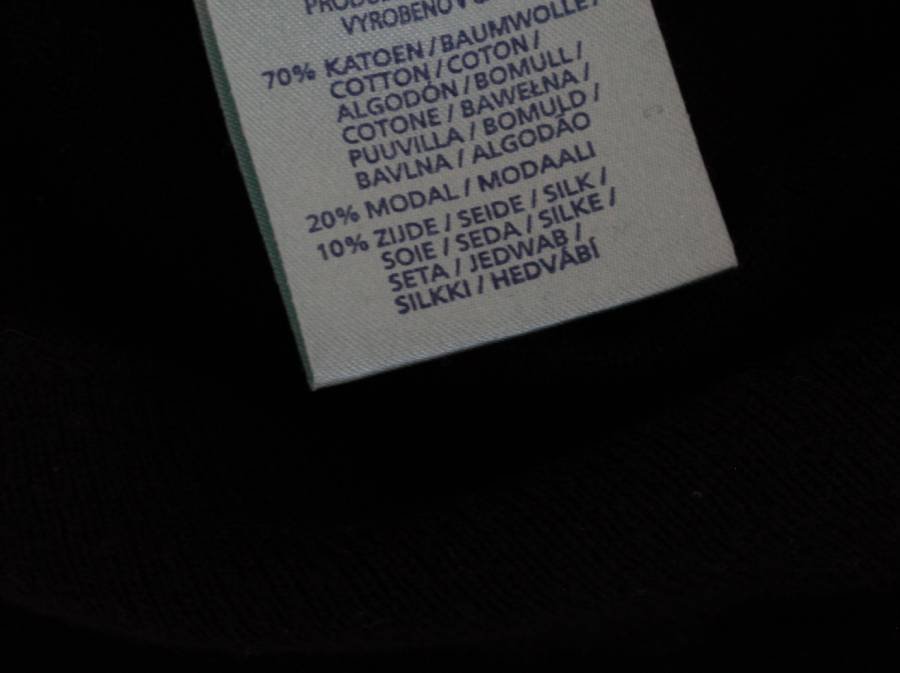 VYROBENO V
70% KATOEN / BAUMWOLLE /
COTTON / COTON /
ALGODÓN / BOMULL /
COTONE / BAWEŁNA /
PUUVILLA / BOMULD /
BAVLNA / ALGODÃO
20% MODAL / MODAALI
10% ZIJDE / SEIDE / SILK /
SOIE / SEDA / SILKE /
SETA / JEDWAB /
SILKKI / HEDVÁBÍ